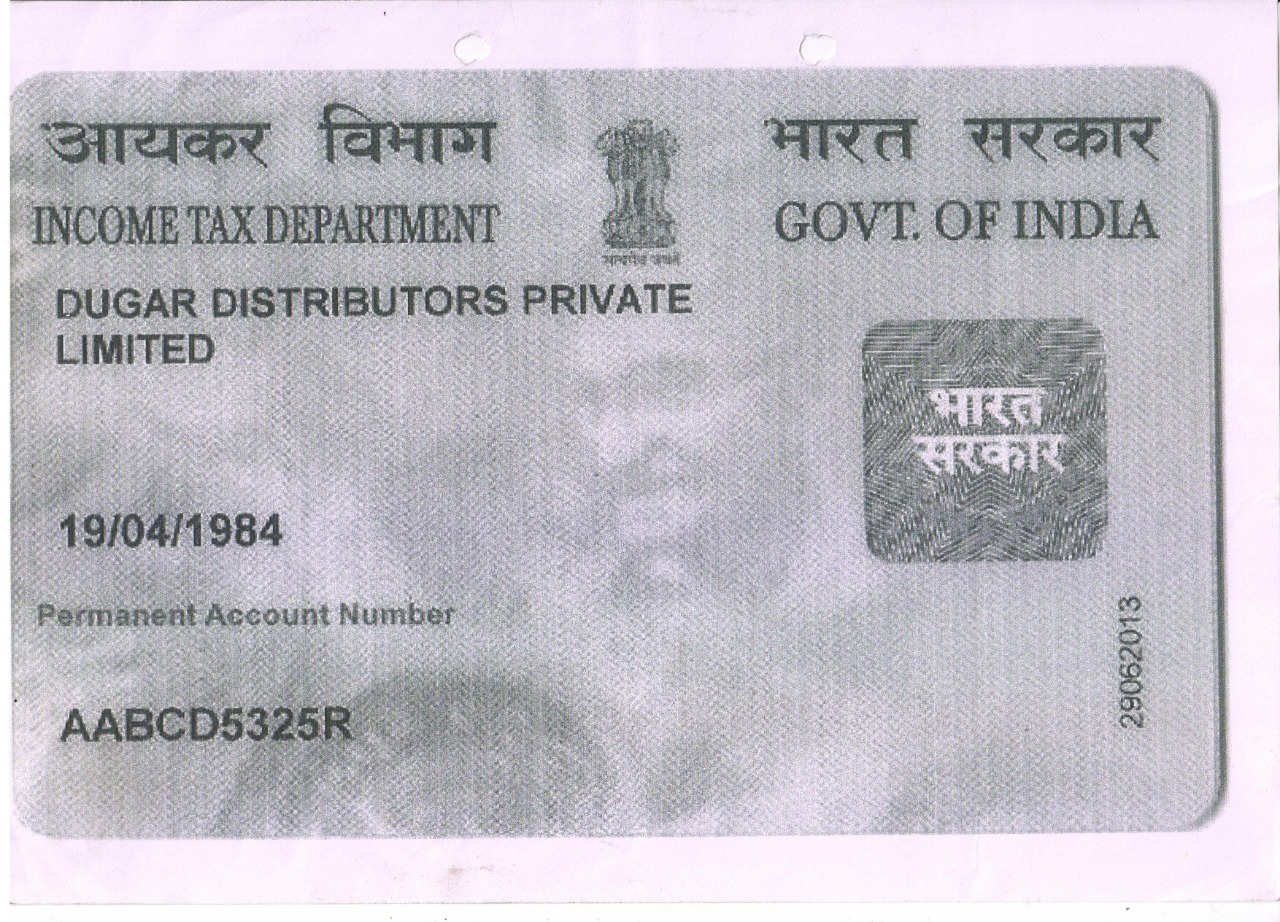 आयकर विभाग
INCOME TAX DEPARTMENT
भारत सरकार
GOVT. OF INDIA
सत्यमेव जयते
DUGAR DISTRIBUTORS PRIVATE
LIMITED
भारत
सरकार
19/04/1984
Permanent Account Number
AABCD5325R
29062013